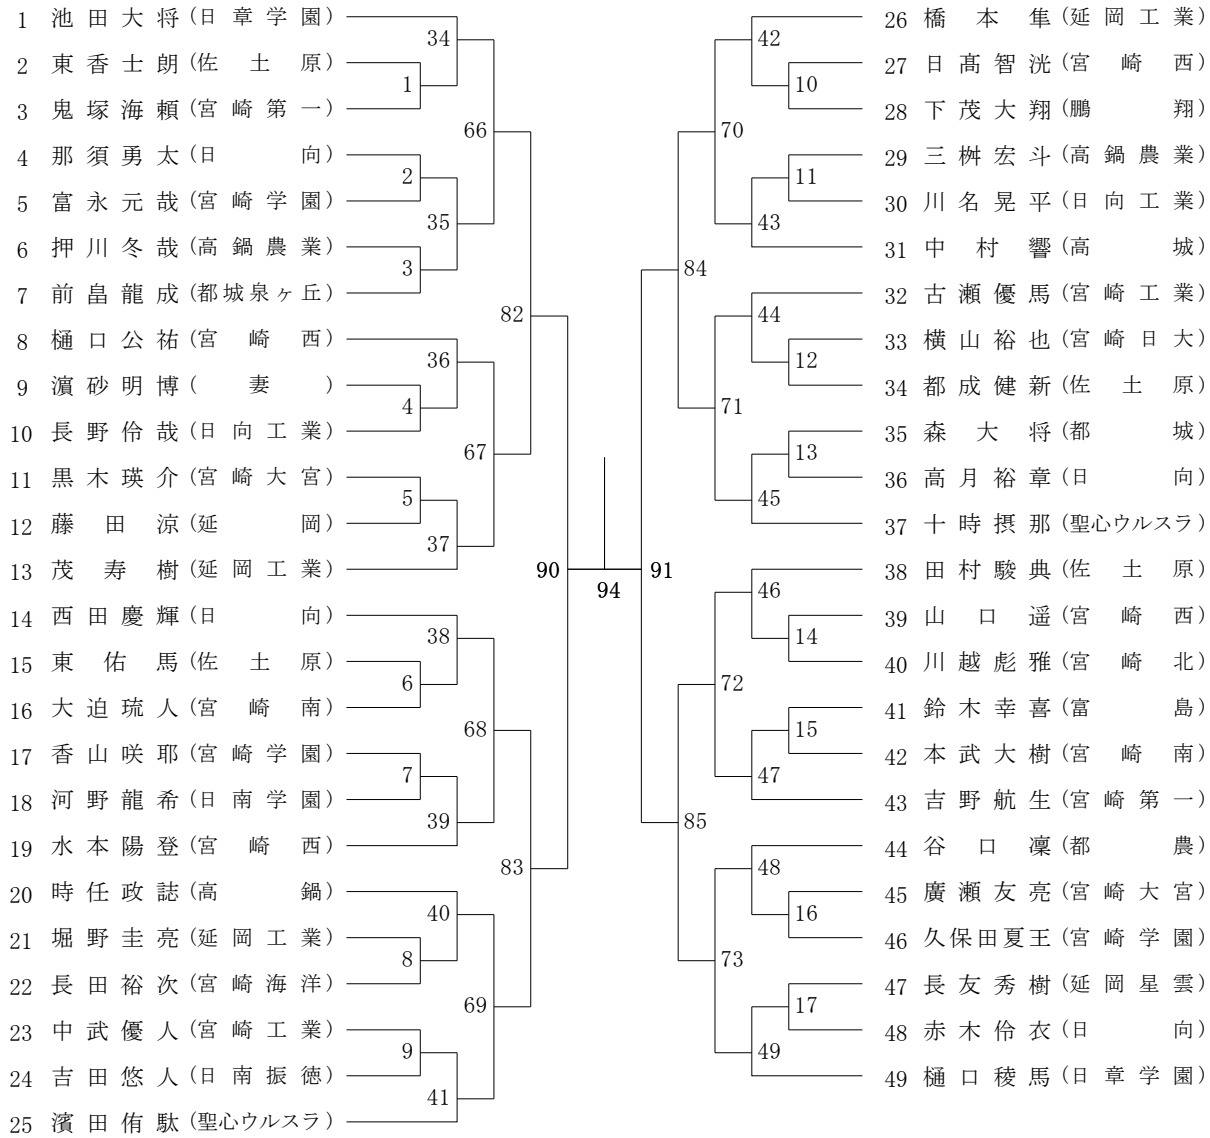 1 池田大将(日章学園)
2 東香士朗(佐土原)
3 鬼塚海頼(宮崎第一)
4 那須勇太(日向)
5 富永元哉(宮崎学園)
6 押川冬哉(高鍋農業)
7 前畠龍成(都城泉ヶ丘)
8 樋口公祐(宮崎西)
9 濵砂明博(妻)
10 長野伶哉(日向工業)
11 黒木瑛介(宮崎大宮)
12 藤田涼(延岡)
13 茂寿樹(延岡工業)
14 西田慶輝(日向)
15 東佑馬(佐土原)
16 大迫琉人(宮崎南)
17 香山咲耶(宮崎学園)
18 河野龍希(日南学園)
19 水本陽登(宮崎西)
20 時任政誌(高鍋)
21 堀野圭亮(延岡工業)
22 長田裕次(宮崎海洋)
23 中武優人(宮崎工業)
24 吉田悠人(日南振徳)
25 濱田侑駄(聖心ウルスラ)
34
1
66
2
35
3
82
36
4
67
5
37
90
38
6
68
7
39
83
40
8
69
9
41
94
91
42
10
70
11
43
84
44
12
71
13
45
46
14
72
15
47
85
48
16
73
17
49
26 橋本隼(延岡工業)
27 日髙智洸(宮崎西)
28 下茂大翔(鵬翔)
29 三桝宏斗(高鍋農業)
30 川名晃平(日向工業)
31 中村響(高城)
32 古瀬優馬(宮崎工業)
33 横山裕也(宮崎日大)
34 都成健新(佐土原)
35 森大将(都城)
36 高月裕章(日向)
37 十時摂那(聖心ウルスラ)
38 田村駿典(佐土原)
39 山口遥(宮崎西)
40 川越彪雅(宮崎北)
41 鈴木幸喜(富島)
42 本武大樹(宮崎南)
43 吉野航生(宮崎第一)
44 谷口凜(都農)
45 廣瀬友亮(宮崎大宮)
46 久保田夏王(宮崎学園)
47 長友秀樹(延岡星雲)
48 赤木伶衣(日向)
49 樋口稜馬(日章学園)